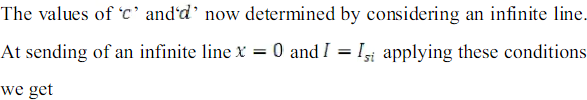 The values of ‘c’ and‘d’ now determined by considering an infinite line.
At sending of an infinite line x = 0 and I = I_si applying these conditions
we get